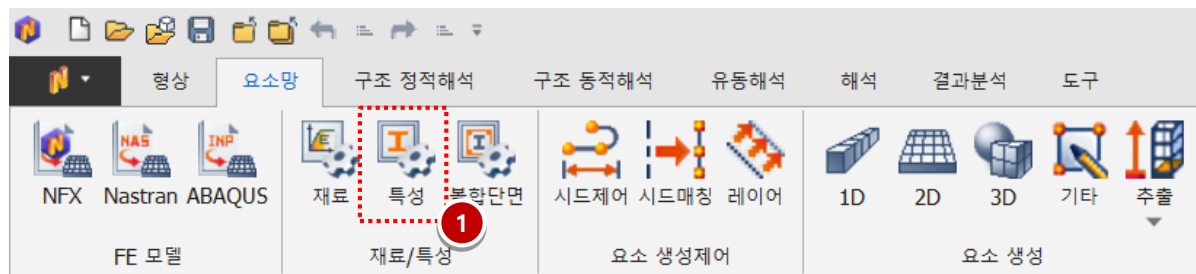 형상 요소망 구조 정적해석 구조 동적해석 유동해석 해석 결과분석 도구
NAS INP
NFX Nastran ABAQUS 재료 특성 복합단면 시드제어 시드매칭 레이어 1D 2D 3D 기타 추출
1
FE 모델 재료/특성 요소 생성제어 요소 생성